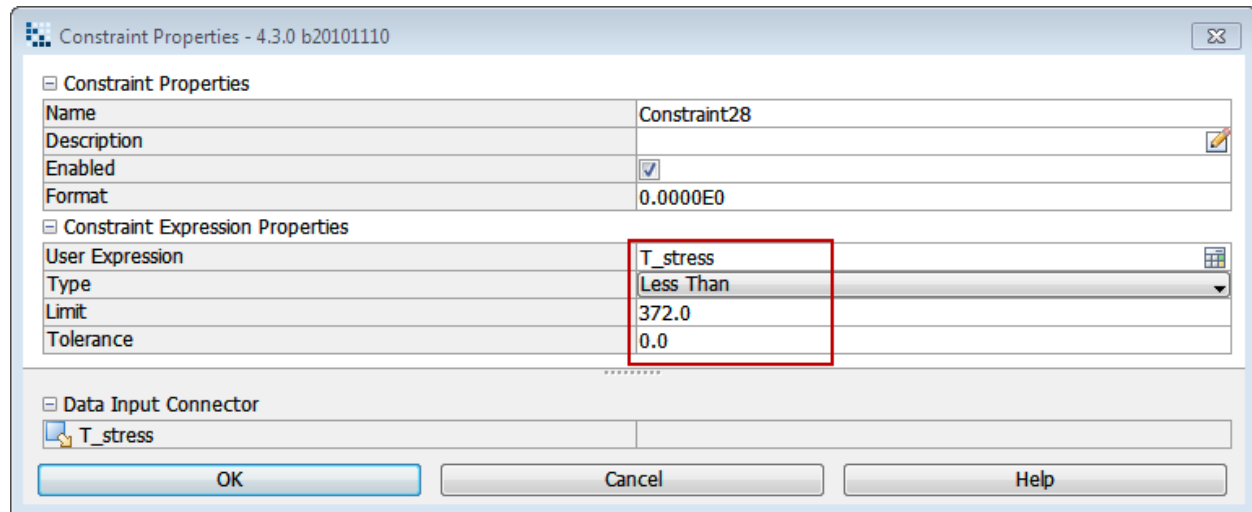 Constraint Properties - 4.3.0 b20101110
Constraint Properties
Name Constraint28
Description
Enabled
Format 0.0000E0
Constraint Expression Properties
User Expression T_stress
Type Less Than
Limit 372.0
Tolerance 0.0
Data Input Connector
T_stress
OK Cancel Help